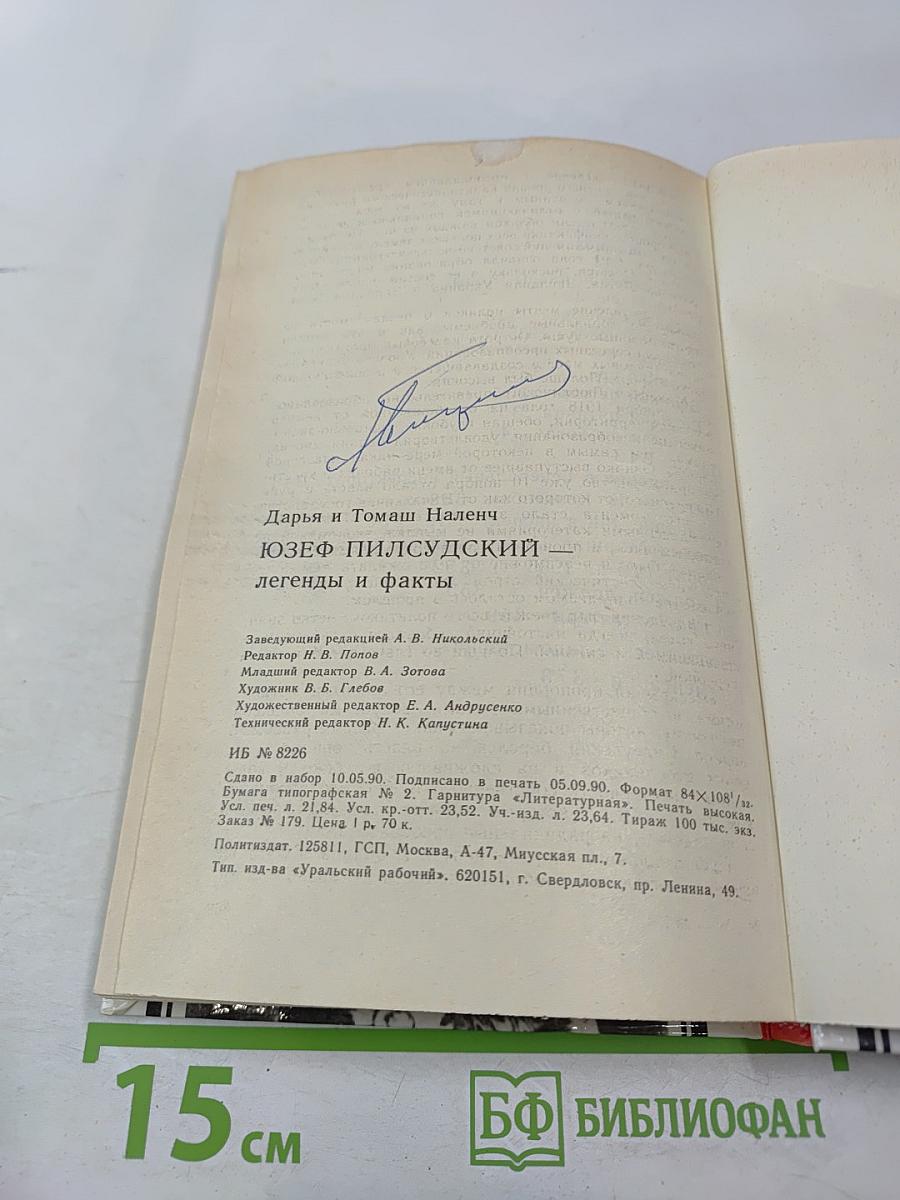 Дарья и Томаш Наленч
ЮЗЕФ ПИЛСУДСКИЙ —
легенды и факты
Заведующий редакцией А. В. Никольский
Редактор Н. В. Попов
Младший редактор В. А. Зотова
Художник В. Б. Глебов
Художественный редактор Е. А. Андрусенко
Технический редактор Н. К. Капустина
ИБ № 8226
Сдано в набор 10.05.90. Подписано в печать 05.09.90. Формат 84×108¹/₃₂.
Бумага типографская № 2. Гарнитура «Литературная». Печать высокая.
Усл. печ. л. 21,84. Усл. кр.-отт. 23,52. Уч.-изд. л. 23,64. Тираж 100 тыс. экз.
Заказ № 179. Цена 1 р. 70 к.
Политиздат. 125811, ГСП, Москва, А-47, Миусская пл., 7.
Тип. изд-ва «Уральский рабочий». 620151, г. Свердловск, пр. Ленина, 49.
15 см
БФ БИБЛИОФАН